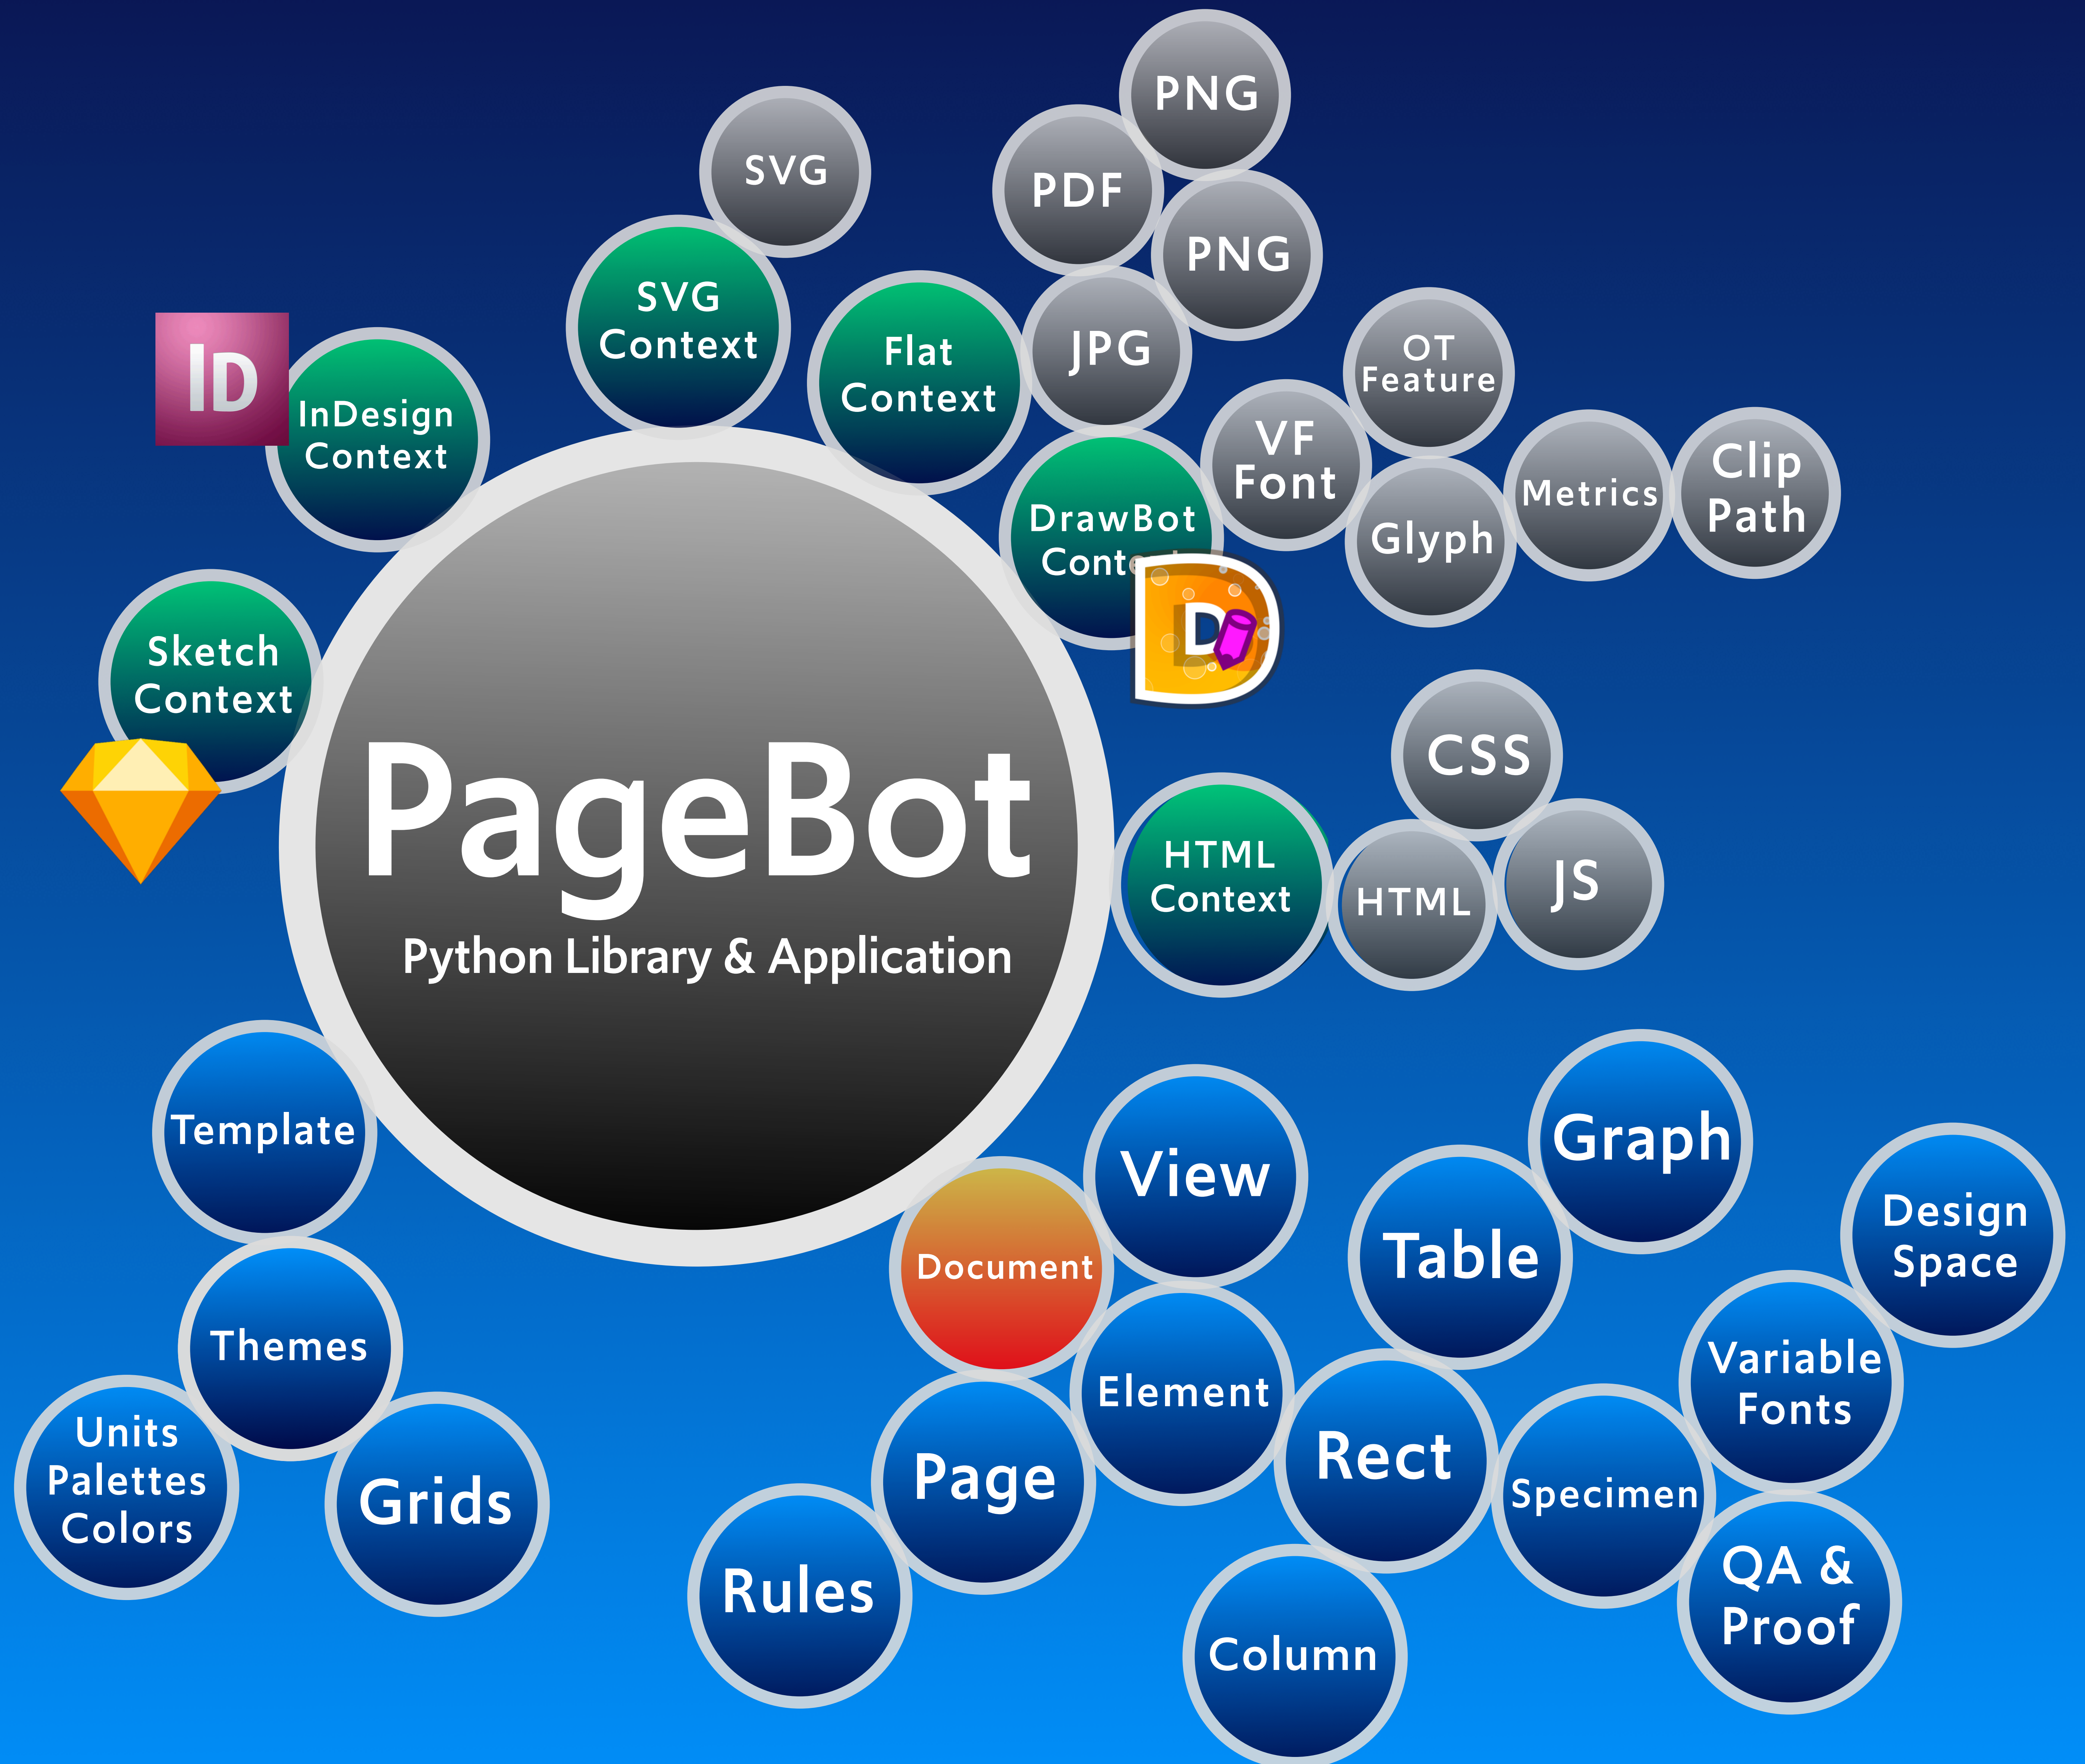 PNG
SVG
PDF
PNG
SVG
Context
Flat
Context
JPG
OT
Feature
ID
InDesign
Context
VF
Font
Clip
Path
Metrics
Glyph
DrawBot
D
Sketch
Context
PageBot
Python Library & Application
CSS
HTML
Context
HTML
JS
Template
View
Graph
Table
Design
Space
Document
Themes
Element
Variable
Fonts
Units
Palettes
Colors
Grids
Page
Rect
Specimen
Rules
QA &
Proof
Column